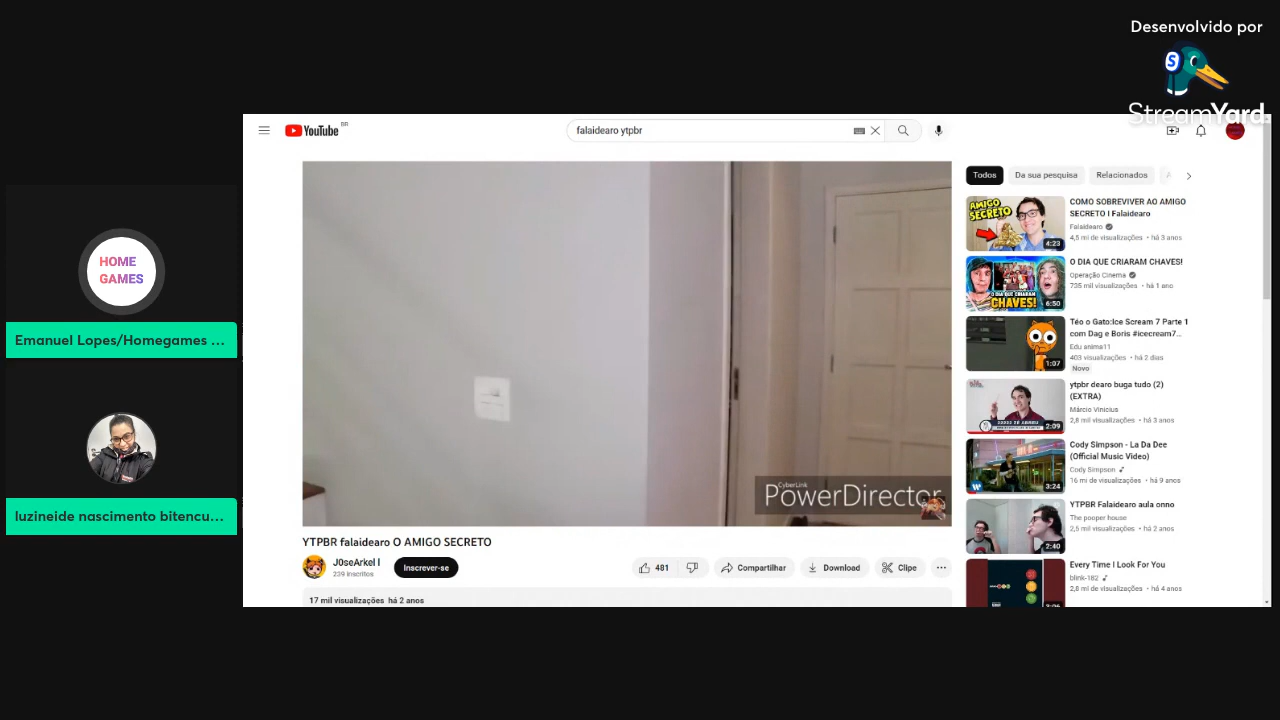 Desenvolvido por
StreamYard
YouTube BR
falaidearo ytpbr
HOME
GAMES
Emanuel Lopes/Homegames ...
luzineide nascimento bitencu...
CyberLink
PowerDirector
YTPBR falaidearo O AMIGO SECRETO
J0seArkel l
239 inscritos
Inscrever-se
481
Compartilhar
Download
Clipe
17 mil visualizações há 2 anos
Todos
Da sua pesquisa
Relacionados
AMIGO
SECRETO
4:23
COMO SOBREVIVER AO AMIGO
SECRETO l Falaidearo
Falaidearo
4,5 mi de visualizações • há 3 anos
O DIA QUE CRIARAM
CHAVES!
6:50
O DIA QUE CRIARAM CHAVES!
Operação Cinema
735 mil visualizações • há 1 ano
1:07
Téo o Gato:Ice Scream 7 Parte 1
com Dag e Boris #icecream7...
Edu anima11
403 visualizações • há 2 dias
Novo
2:09
ytpbr dearo buga tudo (2)
(EXTRA)
Márcio Vinicius
2,8 mil visualizações • há 3 anos
3:24
Cody Simpson - La Da Dee
(Official Music Video)
Cody Simpson
16 mi de visualizações • há 9 anos
2:40
YTPBR Falaidearo aula onno
The pooper house
2,5 mil visualizações • há 2 anos
Every Time I Look For You
blink-182
2,8 mi de visualizações • há 4 anos